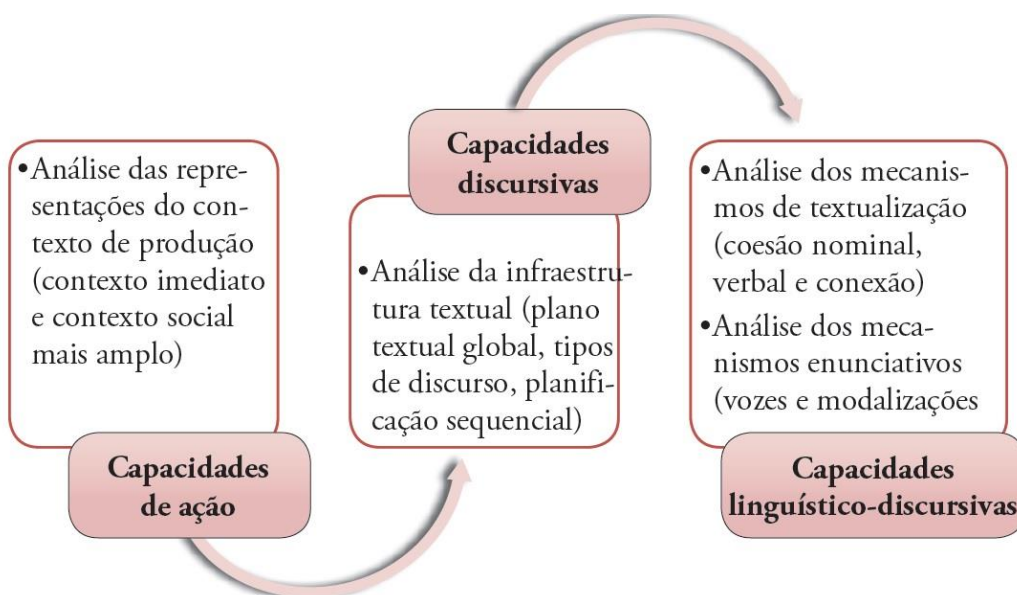 •Análise das repre-
sentações do con-
texto de produção
(contexto imediato
e contexto social
mais amplo)
Capacidades
de ação
Capacidades
discursivas
•Análise da infraestru-
tura textual (plano
textual global, tipos
de discurso, planifi-
cação sequencial)
•Análise dos mecanis-
mos de textualização
(coesão nominal,
verbal e conexão)
•Análise dos meca-
nismos enunciativos
(vozes e modalizações
Capacidades
linguístico-discursivas